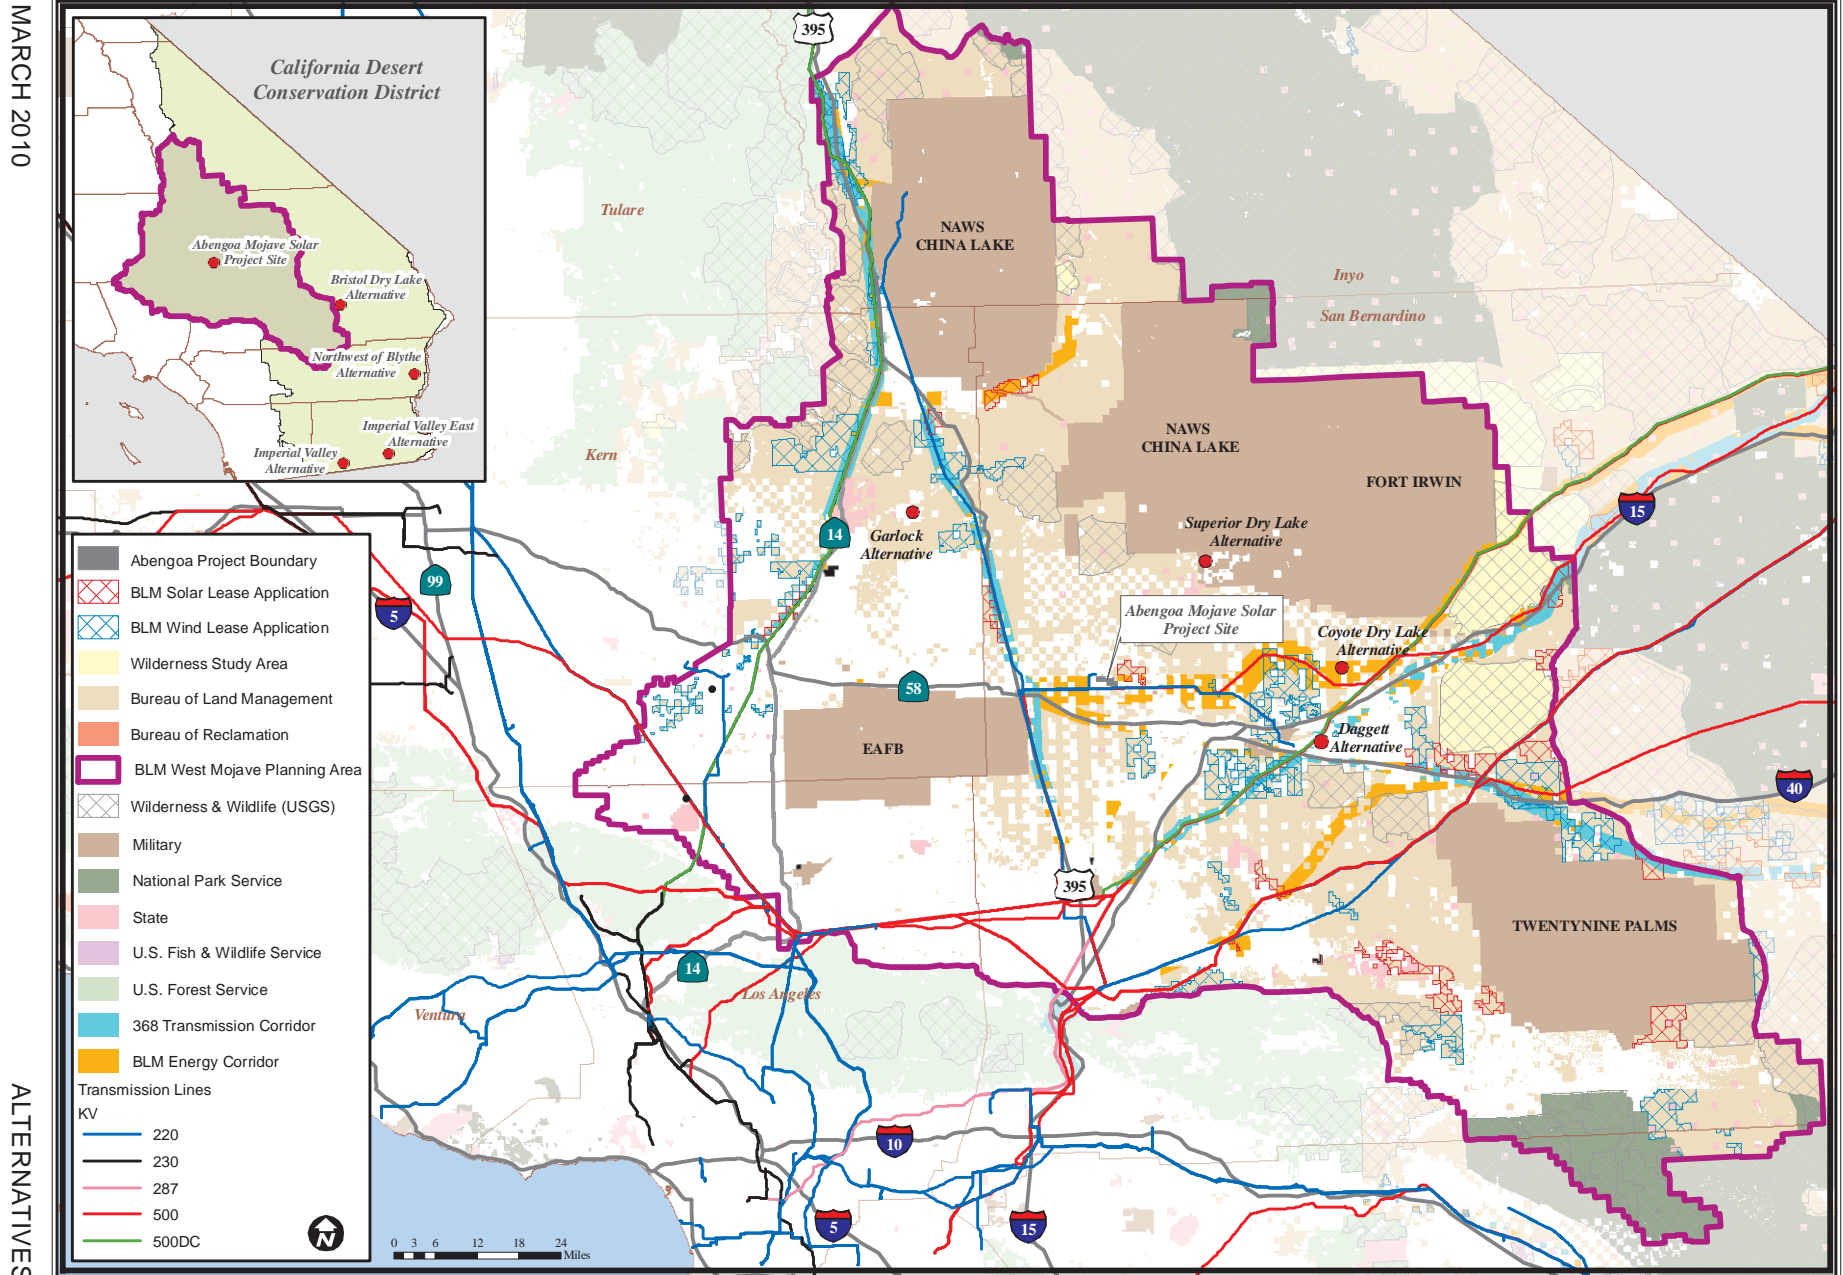 MARCH 2010
ALTERNATIVES
California Desert
Conservation District
Abengoa Mojave Solar
Project Site
Bristol Dry Lake
Alternative
Northwest of Blythe
Alternative
Imperial Valley East
Alternative
Imperial Valley
Alternative
395
Tulare
NAWS
CHINA LAKE
Inyo
San Bernardino
Kern
NAWS
CHINA LAKE
FORT IRWIN
15
14
Garlock
Alternative
Superior Dry Lake
Alternative
99
5
Abengoa Mojave Solar
Project Site
Coyote Dry Lake
Alternative
58
EAFB
Daggett
Alternative
40
395
TWENTYNINE PALMS
14
Los Angeles
Ventura
10
5
15
Abengoa Project Boundary
BLM Solar Lease Application
BLM Wind Lease Application
Wilderness Study Area
Bureau of Land Management
Bureau of Reclamation
BLM West Mojave Planning Area
Wilderness & Wildlife (USGS)
Military
National Park Service
State
U.S. Fish & Wildlife Service
U.S. Forest Service
368 Transmission Corridor
BLM Energy Corridor
Transmission Lines
KV
220
230
287
500
500DC
N
0 3 6 12 18 24
Miles